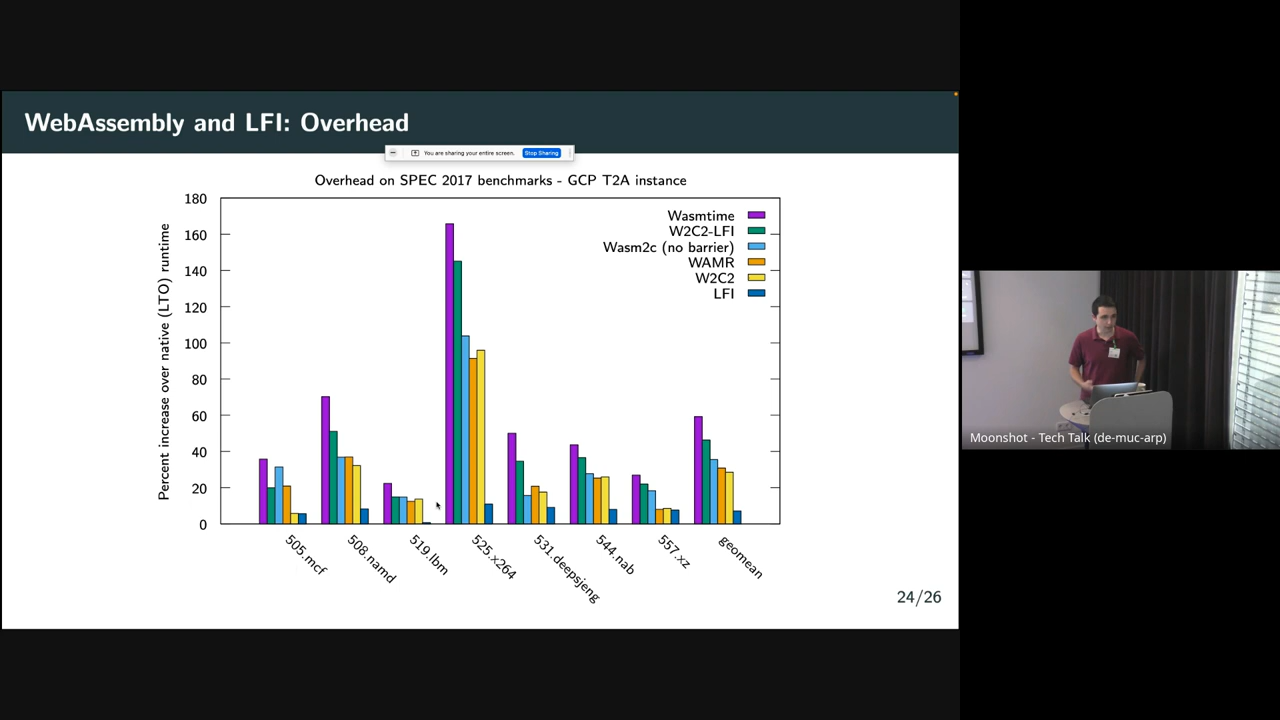 WebAssembly and LFI: Overhead
You are sharing your entire screen.
Stop Sharing
Overhead on SPEC 2017 benchmarks - GCP T2A instance
Percent increase over native (LTO) runtime
180
160
140
120
100
80
60
40
20
0
Wasmtime
W2C2-LFI
Wasm2c (no barrier)
WAMR
W2C2
LFI
505.mcf
508.namd
519.lbm
525.x264
531.deepsjeng
544.nab
557.xz
geomean
24/26
Moonshot - Tech Talk (de-muc-arp)